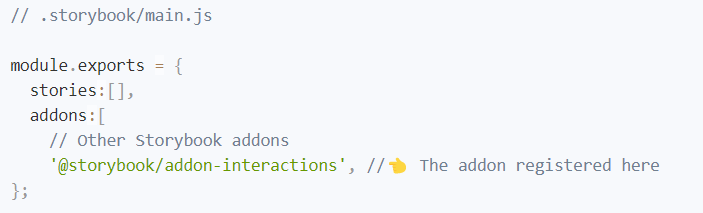 // .storybook/main.js
module.exports = {
stories:[],
addons:[
// Other Storybook addons
'@storybook/addon-interactions', //👈 The addon registered here
};